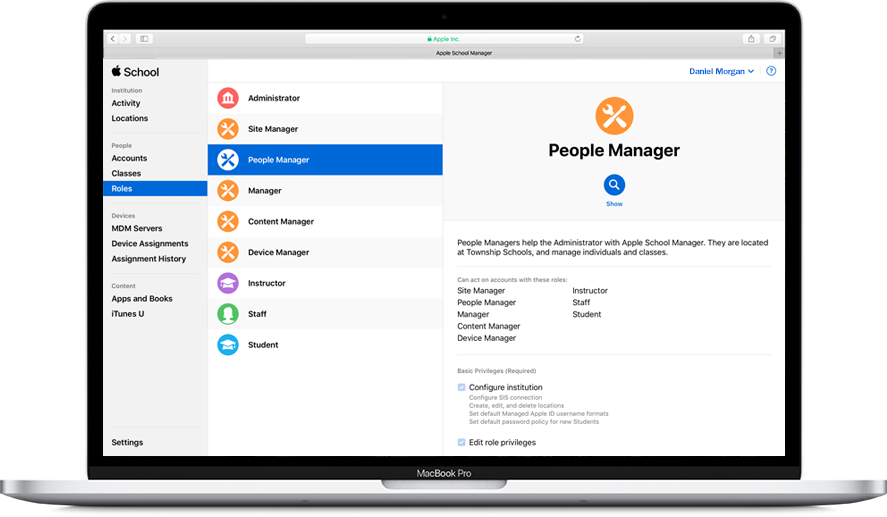 Apple Inc.
Apple School Manager
School
Daniel Morgan
?
Institution
Activity
Locations
People
Accounts
Classes
Roles
Devices
MDM Servers
Device Assignments
Assignment History
Content
Apps and Books
iTunes U
Settings
Administrator
Site Manager
People Manager
Manager
Content Manager
Device Manager
Instructor
Staff
Student
People Manager
Show
People Managers help the Administrator with Apple School Manager. They are located
at Township Schools, and manage individuals and classes.
Can act on accounts with these roles:
Site Manager
People Manager
Manager
Content Manager
Device Manager
Instructor
Staff
Student
Basic Privileges (Required)
Configure institution
Configure SIS connection
Create, edit, and delete locations
Set default Managed Apple ID username formats
Set default password policy for new Students
Edit role privileges
MacBook Pro